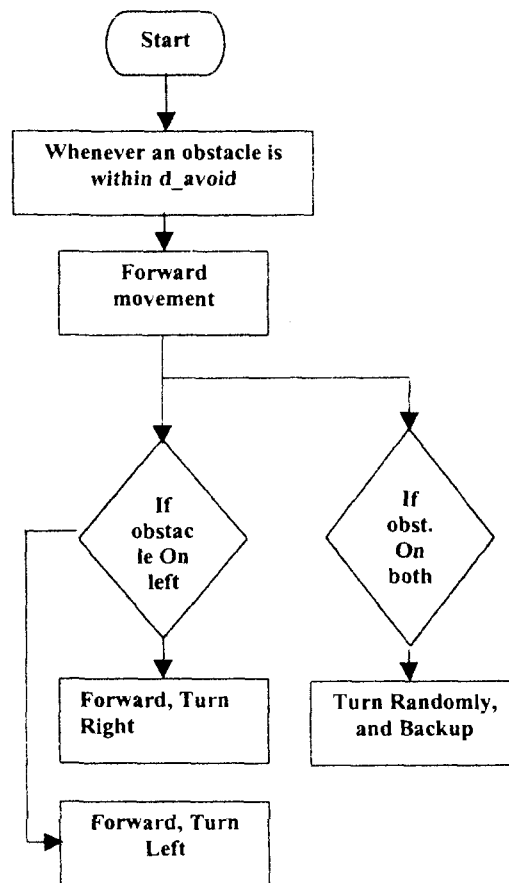 Start
Whenever an obstacle is
within d_avoid
Forward
movement
If
obstac
le On
left
If
obst.
On
both
Forward, Turn
Right
Turn Randomly,
and Backup
Forward, Turn
Left